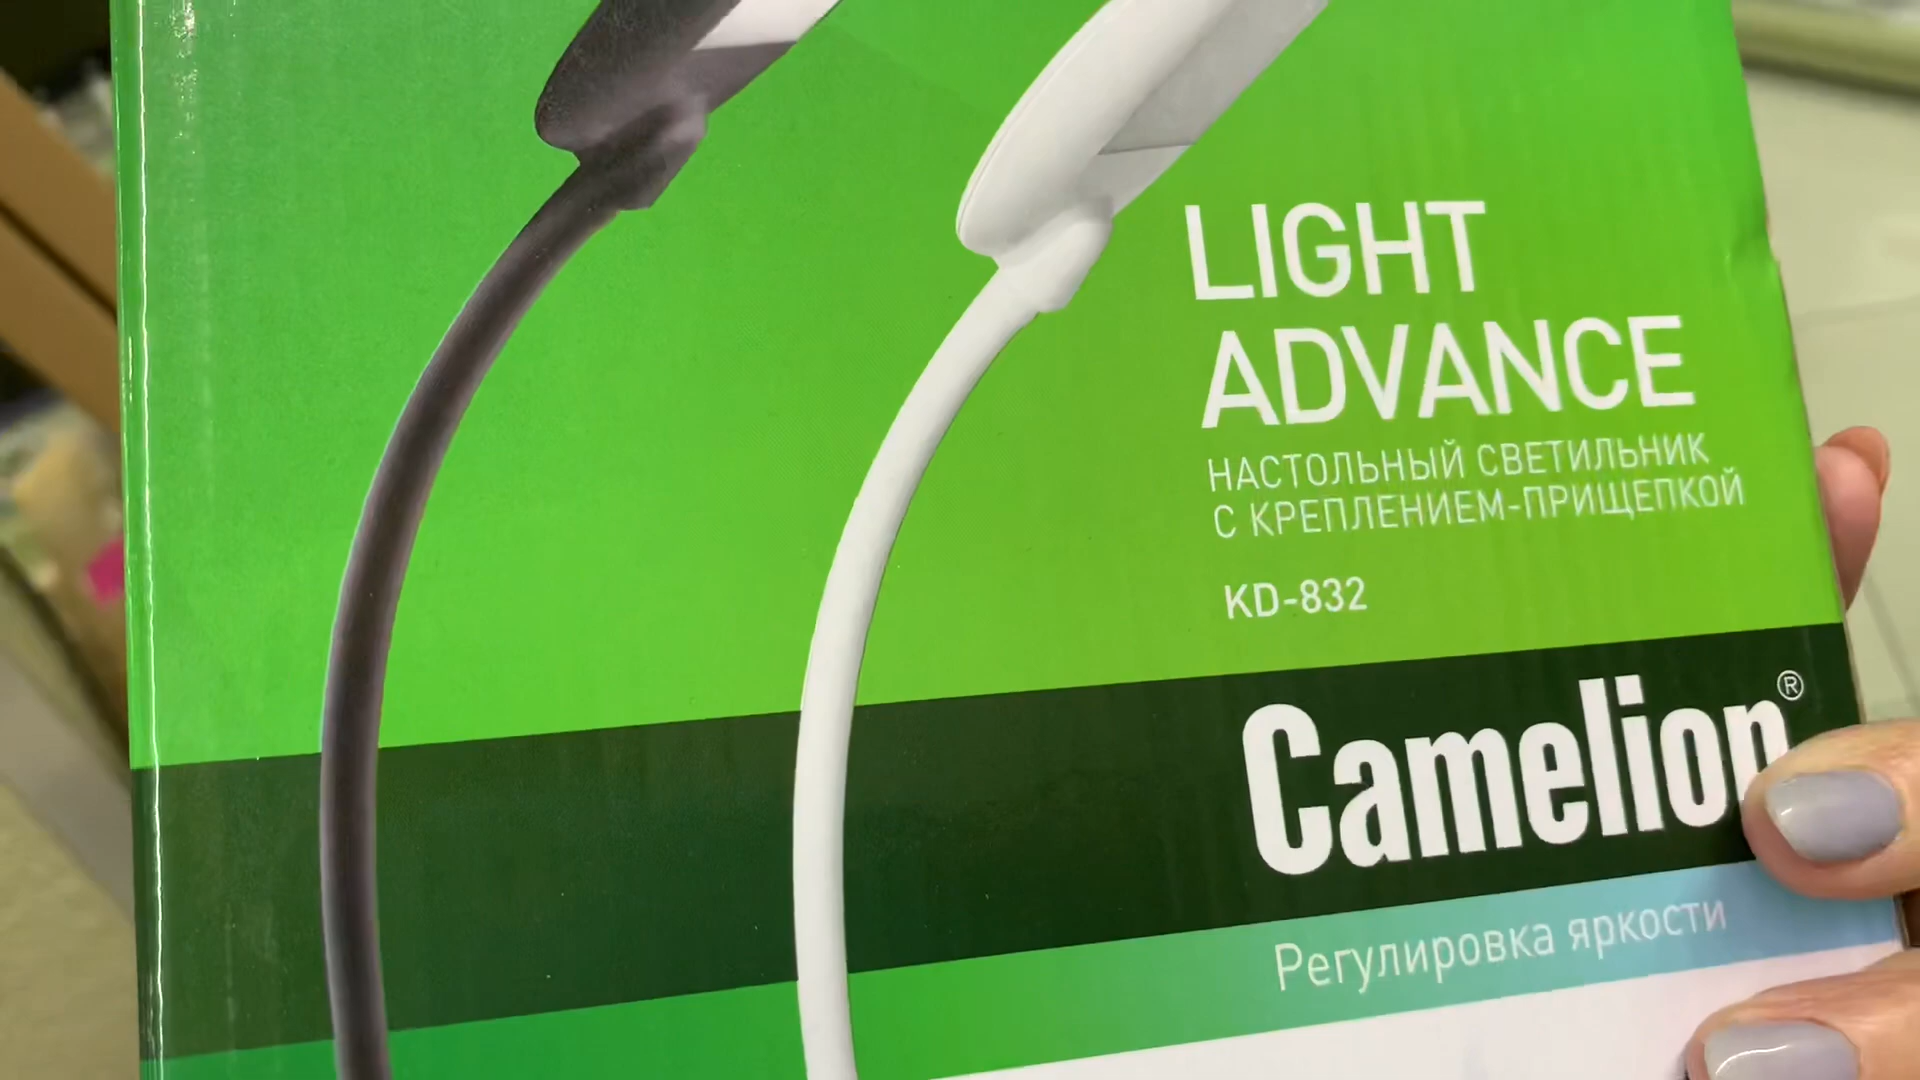 LIGHT
ADVANCE
НАСТОЛЬНЫЙ СВЕТИЛЬНИК
С КРЕПЛЕНИЕМ-ПРИЩЕПКОЙ
KD-832
Camelion®
Регулировка яркости